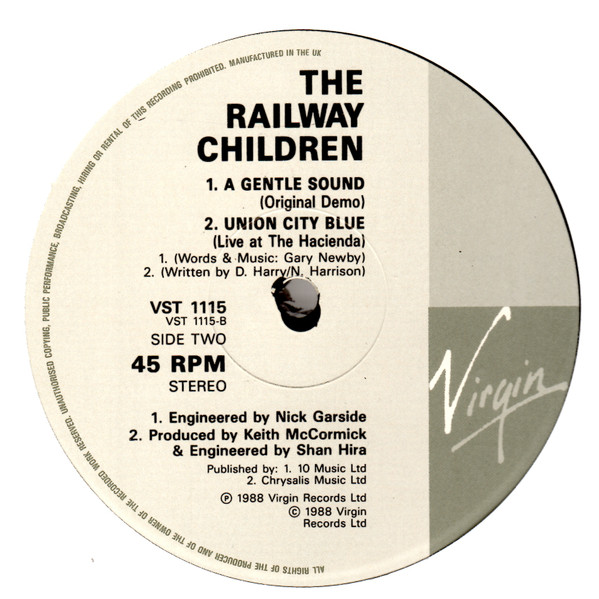 ALL RIGHTS OF THE PRODUCER AND OF THE OWNER OF THE RECORDED WORK RESERVED. UNAUTHORISED COPYING, PUBLIC PERFORMANCE, BROADCASTING, HIRING OR RENTAL OF THIS RECORDING PROHIBITED. MANUFACTURED IN THE UK
THE
RAILWAY
CHILDREN
1. A GENTLE SOUND
(Original Demo)
2. UNION CITY BLUE
(Live at The Hacienda)
1. (Words & Music: Gary Newby)
2. (Written by D. Harry/N. Harrison)
VST 1115
VST 1115-B
SIDE TWO
45 RPM
STEREO
1. Engineered by Nick Garside
2. Produced by Keith McCormick
& Engineered by Shan Hira
Published by: 1. 10 Music Ltd
2. Chrysalis Music Ltd
℗ 1988 Virgin Records Ltd
© 1988 Virgin
Records Ltd
Virgin